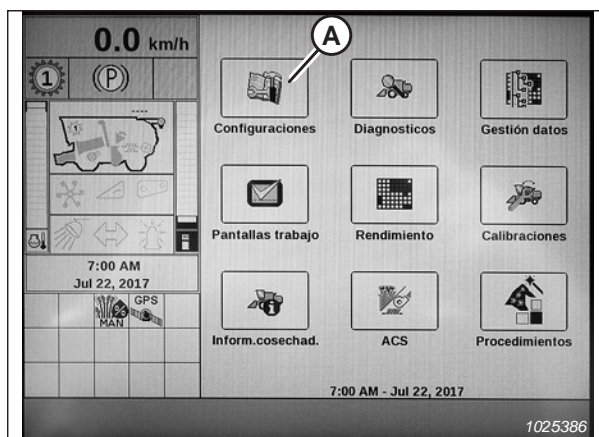 0.0 km/h
A
1
(P)
Configuraciones
Diagnosticos
Gestión datos
Pantallas trabajo
Rendimiento
Calibraciones
7:00 AM
Jul 22, 2017
MAN
GPS
Inform.cosechad.
ACS
Procedimientos
7:00 AM - Jul 22, 2017
1025386